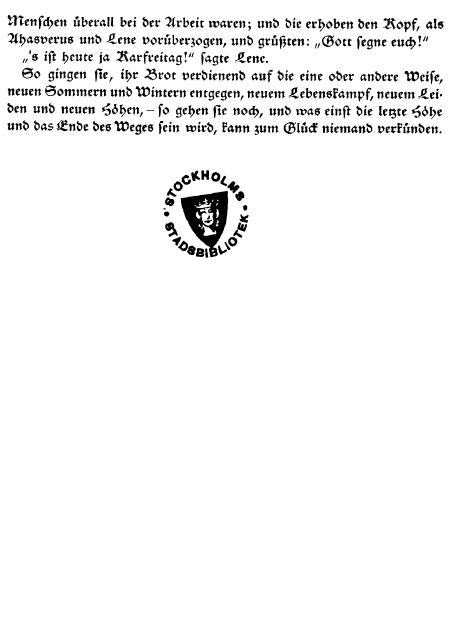 Menschen überall bei der Arbeit waren; und die erhoben den Kopf, als
Ahasverus und Lene vorüberzogen, und grüßten: „Gott segne euch!“
„'s ist heute ja Karfreitag!“ sagte Lene.
So gingen sie, ihr Brot verdienend auf die eine oder andere Weise,
neuen Sommern und Wintern entgegen, neuem Lebenskampf, neuem Lei-
den und neuen Höhen, – so gehen sie noch, und was einst die letzte Höhe
und das Ende des Weges sein wird, kann zum Glück niemand verkünden.
STOCKHOLMS
STADSBIBLIOTEK